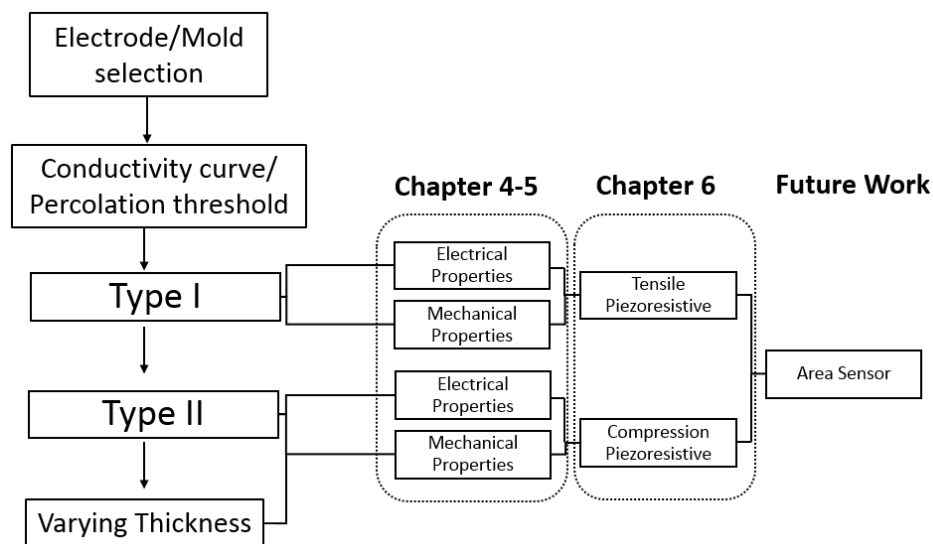 Electrode/Mold
selection
Conductivity curve/
Percolation threshold
Chapter 4-5
Chapter 6
Future Work
Electrical
Properties
Type I
Tensile
Piezoresistive
Mechanical
Properties
Area Sensor
Electrical
Properties
Type II
Mechanical
Properties
Compression
Piezoresistive
Varying Thickness